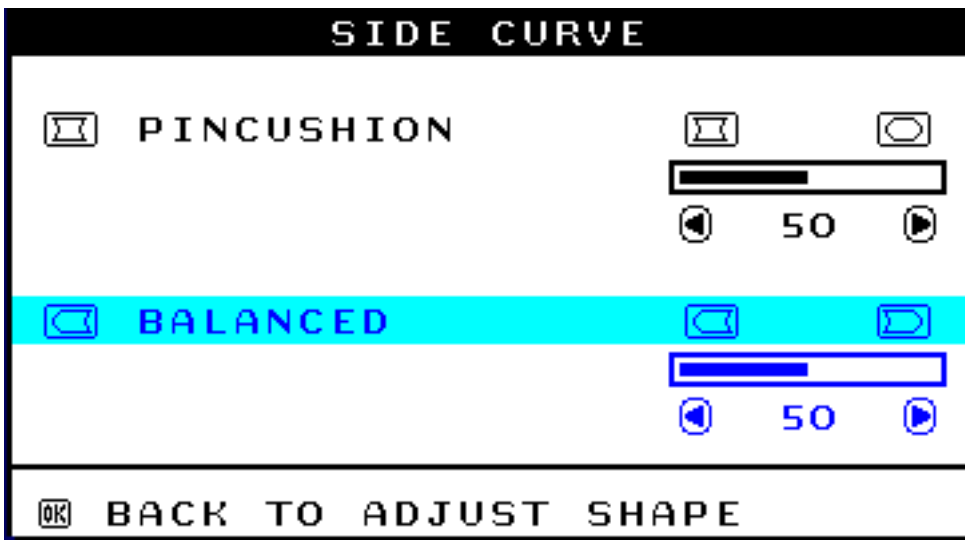 SIDE CURVE
PINCUSHION
50
BALANCED
50
OK BACK TO ADJUST SHAPE